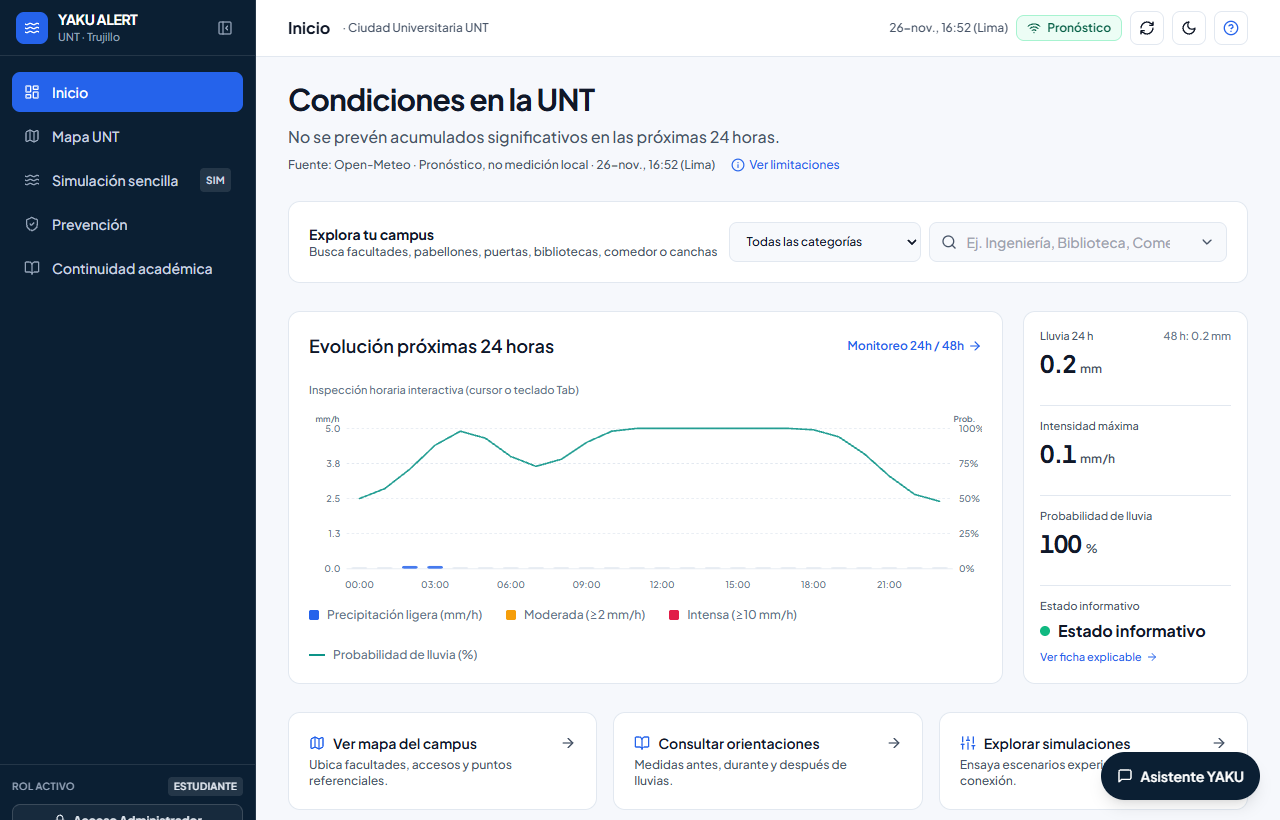 YAKU ALERT
UNT · Trujillo
Inicio
Mapa UNT
Simulación sencilla SIM
Prevención
Continuidad académica
ROL ACTIVO ESTUDIANTE
Acceso Administrador
Inicio · Ciudad Universitaria UNT
26-nov., 16:52 (Lima) Pronóstico
Condiciones en la UNT
No se prevén acumulados significativos en las próximas 24 horas.
Fuente: Open-Meteo · Pronóstico, no medición local · 26-nov., 16:52 (Lima) Ver limitaciones
Explora tu campus
Busca facultades, pabellones, puertas, bibliotecas, comedor o canchas
Todas las categorías
Ej. Ingeniería, Biblioteca, Come
Evolución próximas 24 horas
Monitoreo 24h / 48h →
Inspección horaria interactiva (cursor o teclado Tab)
mm/h Prob.
5.0 100%
3.8 75%
2.5 50%
1.3 25%
0.0 0%
00:00 03:00 06:00 09:00 12:00 15:00 18:00 21:00
Precipitación ligera (mm/h) Moderada (≥2 mm/h) Intensa (≥10 mm/h)
Probabilidad de lluvia (%)
Lluvia 24 h 48 h: 0.2 mm
0.2 mm
Intensidad máxima
0.1 mm/h
Probabilidad de lluvia
100 %
Estado informativo
Estado informativo
Ver ficha explicable →
Ver mapa del campus →
Ubica facultades, accesos y puntos
referenciales.
Consultar orientaciones →
Medidas antes, durante y después de
lluvias.
Explorar simulaciones →
Ensaya escenarios
conexión.
Asistente YAKU